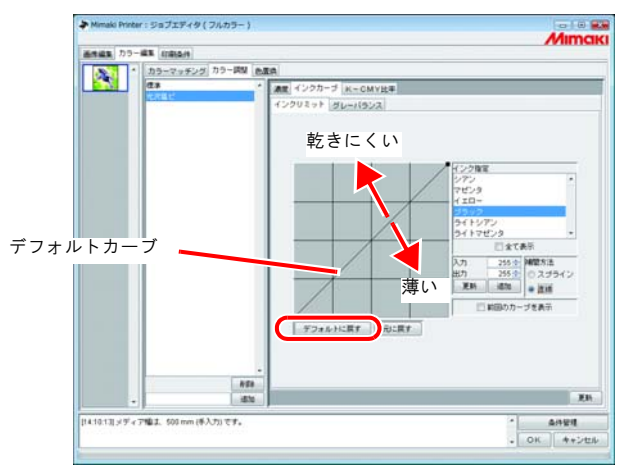 Mimaki Printer : ジョブエディタ ( フルカラー )
Mimaki
画像編集 カラー編集 印刷条件
カラーマッチング カラー調整 色置換
標準
濃度 インクカーブ K－CMY比率
インクリミット グレーバランス
乾きにくい
インク指定
シアン
マゼンタ
イエロー
ブラック
ライトシアン
ライトマゼンタ
デフォルトカーブ
全て表示
薄い
入力 255
出力 255
補間方法
スプライン
直線
更新 追加
前回のカーブを表示
デフォルトに戻す 元に戻す
削除
追加
更新
[14:10:13] メディア幅は、500 mm (手入力) です。
条件管理
OK キャンセル